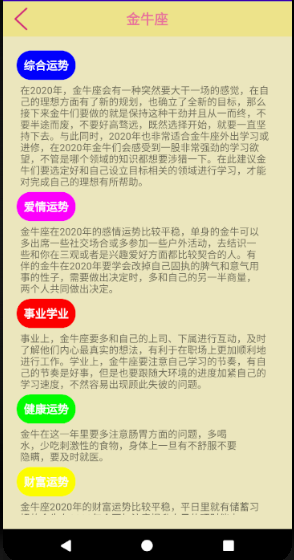 金牛座
综合运势
在2020年，金牛座会有一种突然要大干一场的感觉，在自
己的理想方面有了新的规划，也确立了全新的目标，那么
接下来金牛们要做的就是保持这种干劲并且从一而终，不
要半途而废，不要好高骛远，既然选择开始，就要一直坚
持下去。与此同时，2020年也非常适合金牛座外出学习或
进修，在2020年金牛们会感受到一股非常强劲的学习欲
望，不管是哪个领域的知识都想要涉猎一下。在此建议金
牛们要选定好和自己设立目标相关的领域进行学习，才能
对完成自己的理想有所帮助。
爱情运势
金牛座在2020年的感情运势比较平稳，单身的金牛可以
多出席一些社交场合或多参加一些户外活动，去结识一
些和你在三观或者是兴趣爱好方面都比较契合的人。有
伴的金牛在2020年要学会改掉自己固执的脾气和意气用
事的性子，需要做出决定时，多和自己的另一半商量，
两个人共同做出决定。
事业学业
事业上，金牛座要多和自己的上司、下属进行互动，及时
了解他们内心最真实的想法，有利于在职场上更加顺利地
进行工作。学业上，金牛座要注意自己学习的节奏，有自
己的节奏是好事，但是也要跟随大环境的进度加紧自己的
学习速度，不然容易出现顾此失彼的问题。
健康运势
金牛在这一年里要多注意肠胃方面的问题，多喝
水，少吃刺激性的食物，身体上一旦有不舒服不要
隐瞒，要及时就医。
财富运势
金牛座2020年的财富运势比较平稳，平日里就有储蓄习